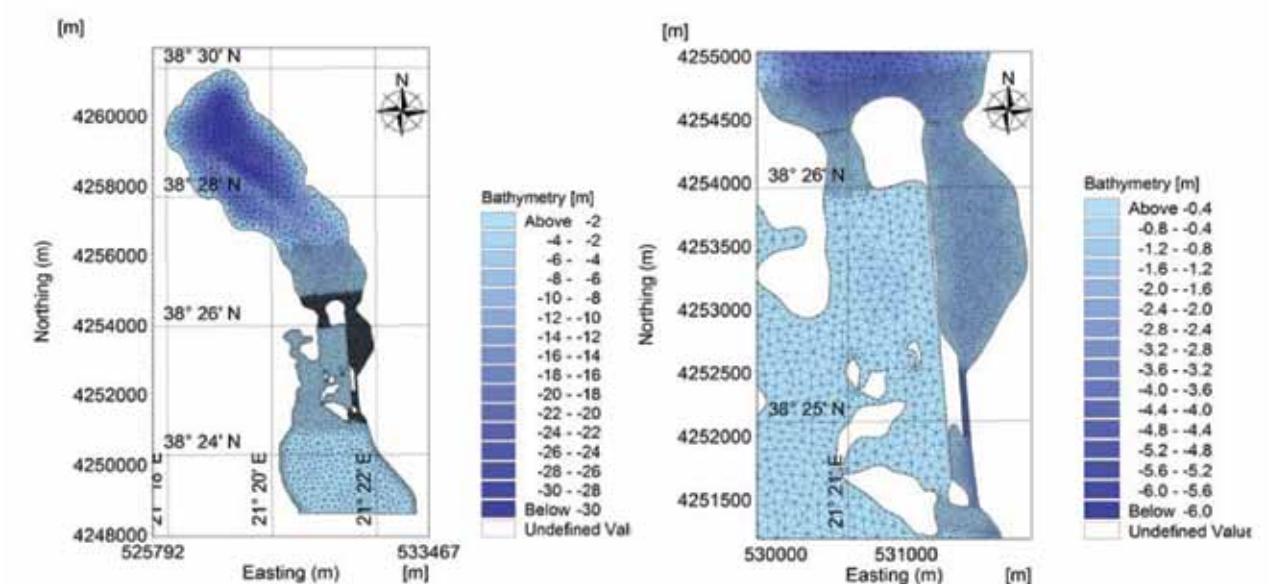 [m]
38° 30' N
N
4260000
4258000
38° 28' N
4256000
4254000
38° 26' N
4252000
4250000
38° 24' N
4248000
21° 18' E
21° 20' E
21° 22' E
525792
533467
Easting (m)
[m]
Northing (m)
Bathymetry [m]
Above -2
-4 - -2
-6 - -4
-8 - -6
-10 - -8
-12 - -10
-14 - -12
-16 - -14
-18 - -16
-20 - -18
-22 - -20
-24 - -22
-26 - -24
-28 - -26
-30 - -28
Below -30
Undefined Val
[m]
4255000
N
4254500
38° 26' N
4254000
4253500
4253000
4252500
38° 25' N
4252000
4251500
21° 21' E
530000
531000
Easting (m)
[m]
Northing (m)
Bathymetry [m]
Above -0.4
-0.8 - -0.4
-1.2 - -0.8
-1.6 - -1.2
-2.0 - -1.6
-2.4 - -2.0
-2.8 - -2.4
-3.2 - -2.8
-3.6 - -3.2
-4.0 - -3.6
-4.4 - -4.0
-4.8 - -4.4
-5.2 - -4.8
-5.6 - -5.2
-6.0 - -5.6
Below -6.0
Undefined Value